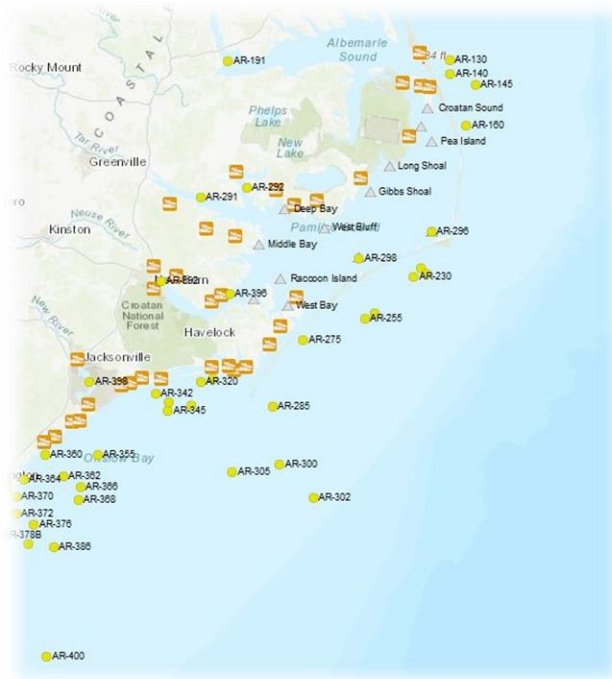 Albemarle
Sound
84 ft
AR-130
AR-191
Rocky Mount
AR-140
AR-145
COASTAL
Phelps
Lake
Croatan Sound
AR-160
Tar River
New
Lake
Pea Island
Greenville
Long Shoal
AR-292
Gibbs Shoal
AR-291
Deep Bay
Neuse River
West Bluff
Kinston
AR-296
Middle Bay
AR-298
AR-230
Raccoon Island
AR-396
New River
Croatan
National
Forest
West Bay
AR-255
Havelock
AR-275
Jacksonville
AR-398
AR-320
AR-342
AR-345
AR-285
AR-360
AR-355
Onslow Bay
AR-300
AR-305
AR-364
AR-362
AR-366
AR-370
AR-368
AR-302
AR-372
AR-376
AR-386
AR-400